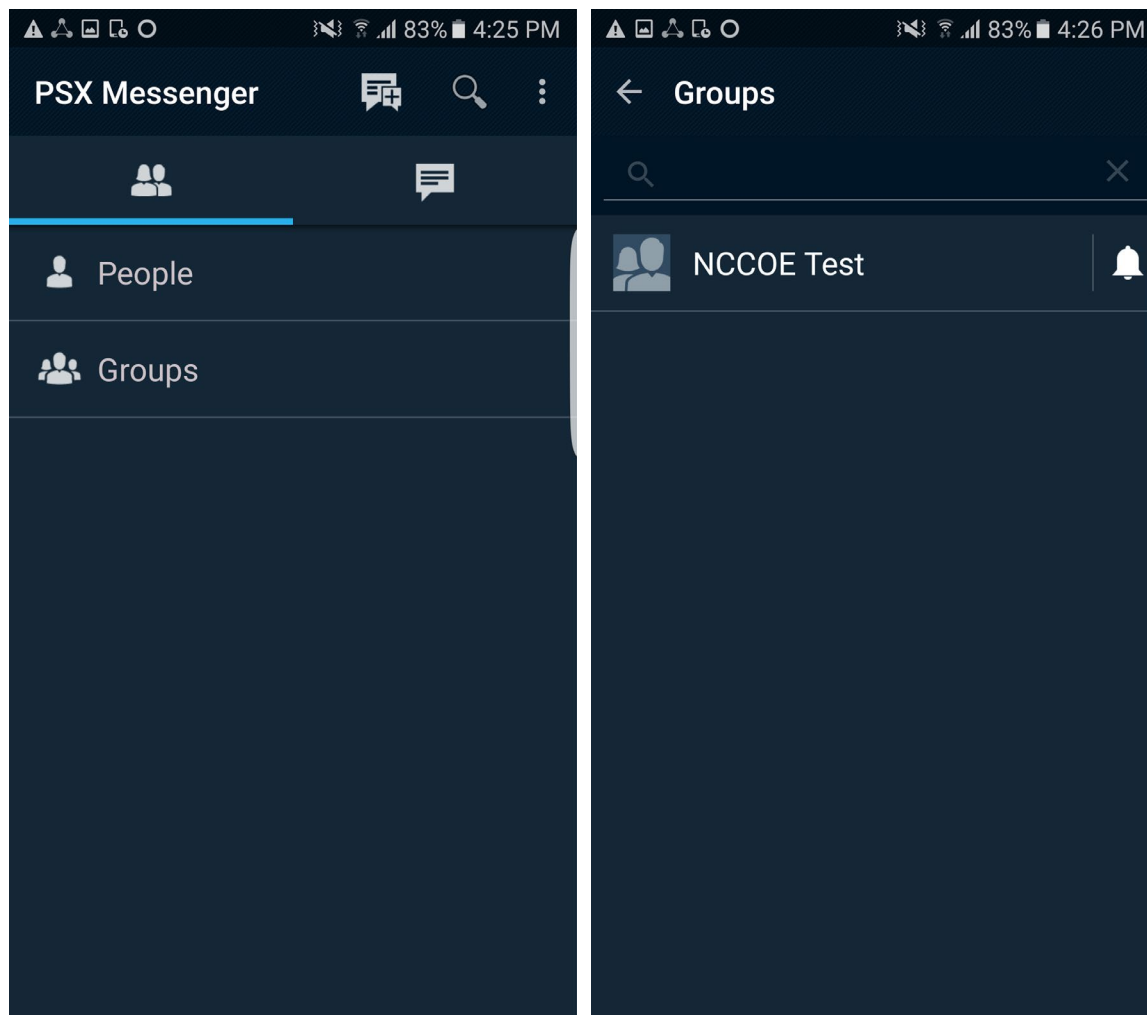 83% 4:25 PM
PSX Messenger
People
Groups
83% 4:26 PM
Groups
NCCOE Test